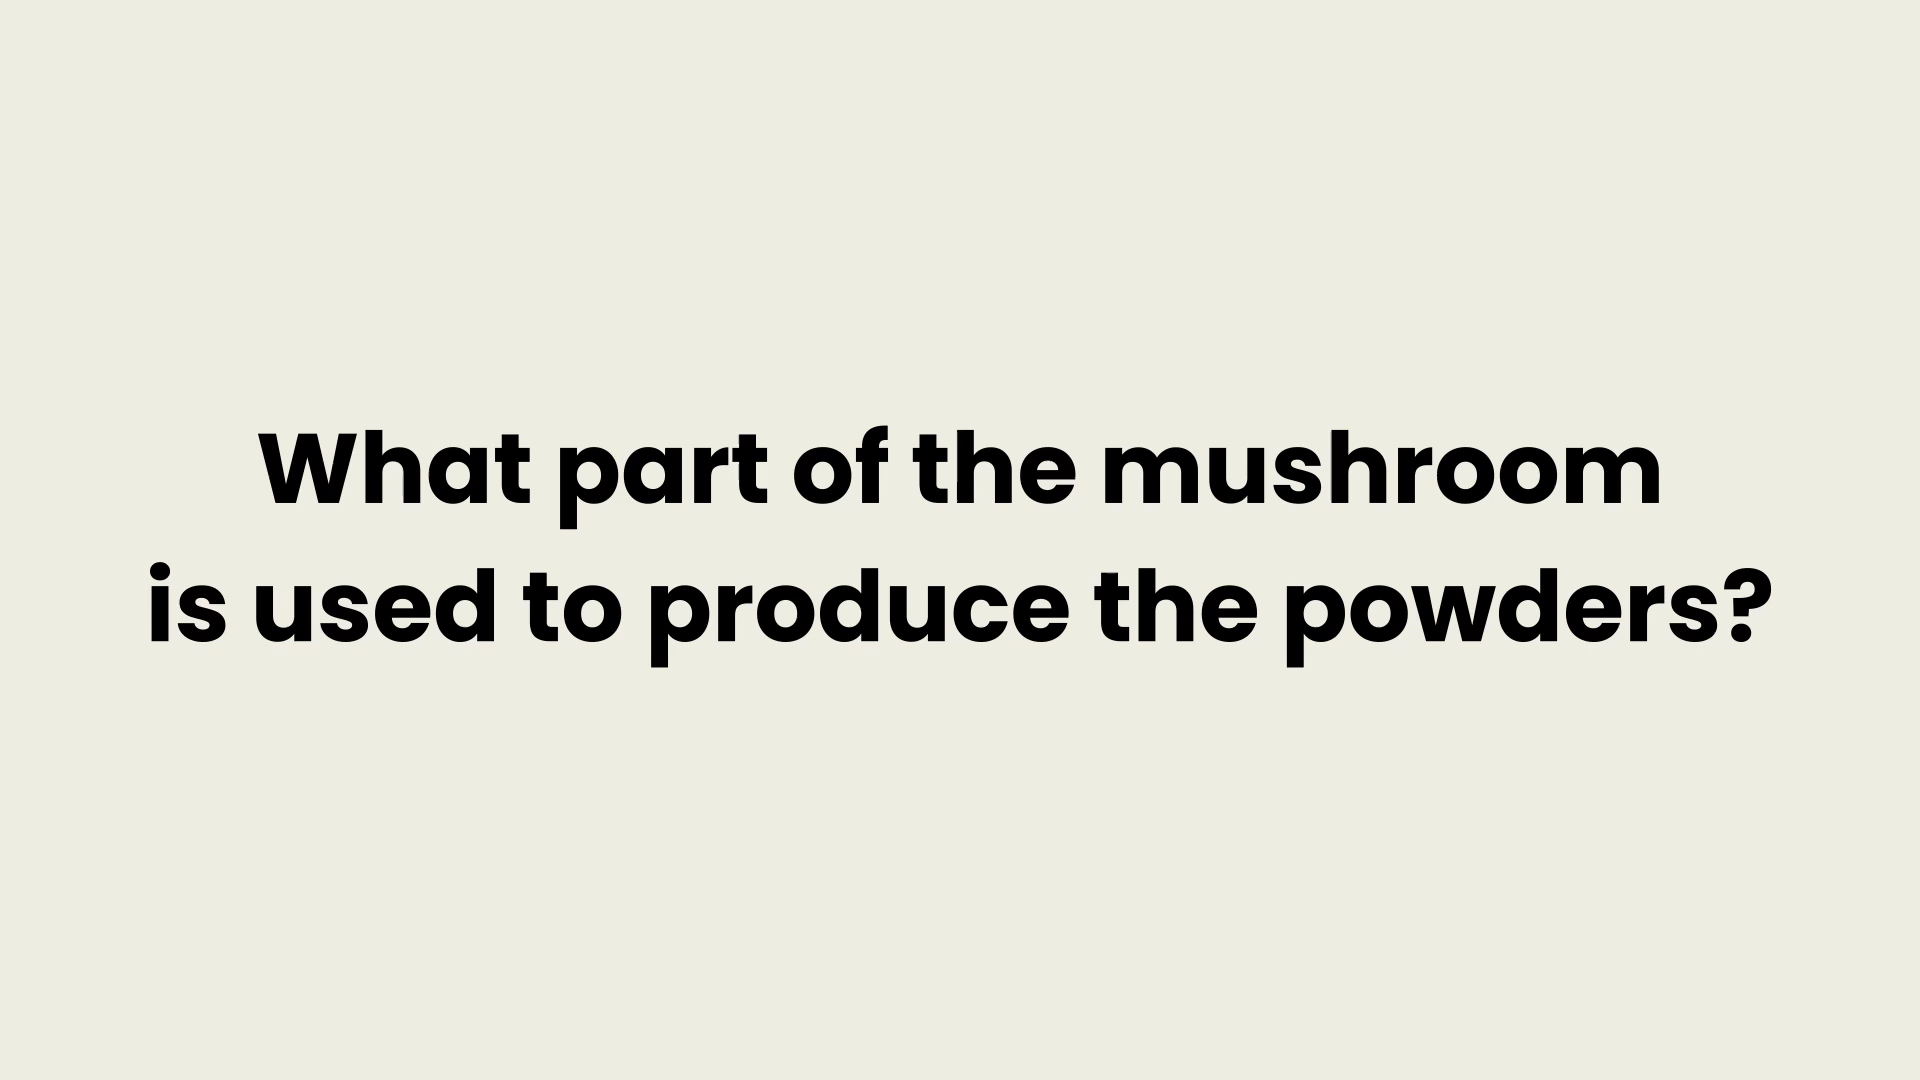 What part of the mushroom
is used to produce the powders?